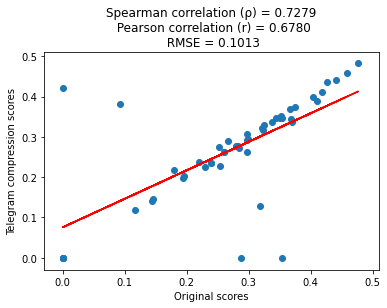 Spearman correlation (ρ) = 0.7279
Pearson correlation (r) = 0.6780
RMSE = 0.1013
0.5
0.4
0.3
0.2
0.1
0.0
Telegram compression scores
0.0 0.1 0.2 0.3 0.4 0.5
Original scores